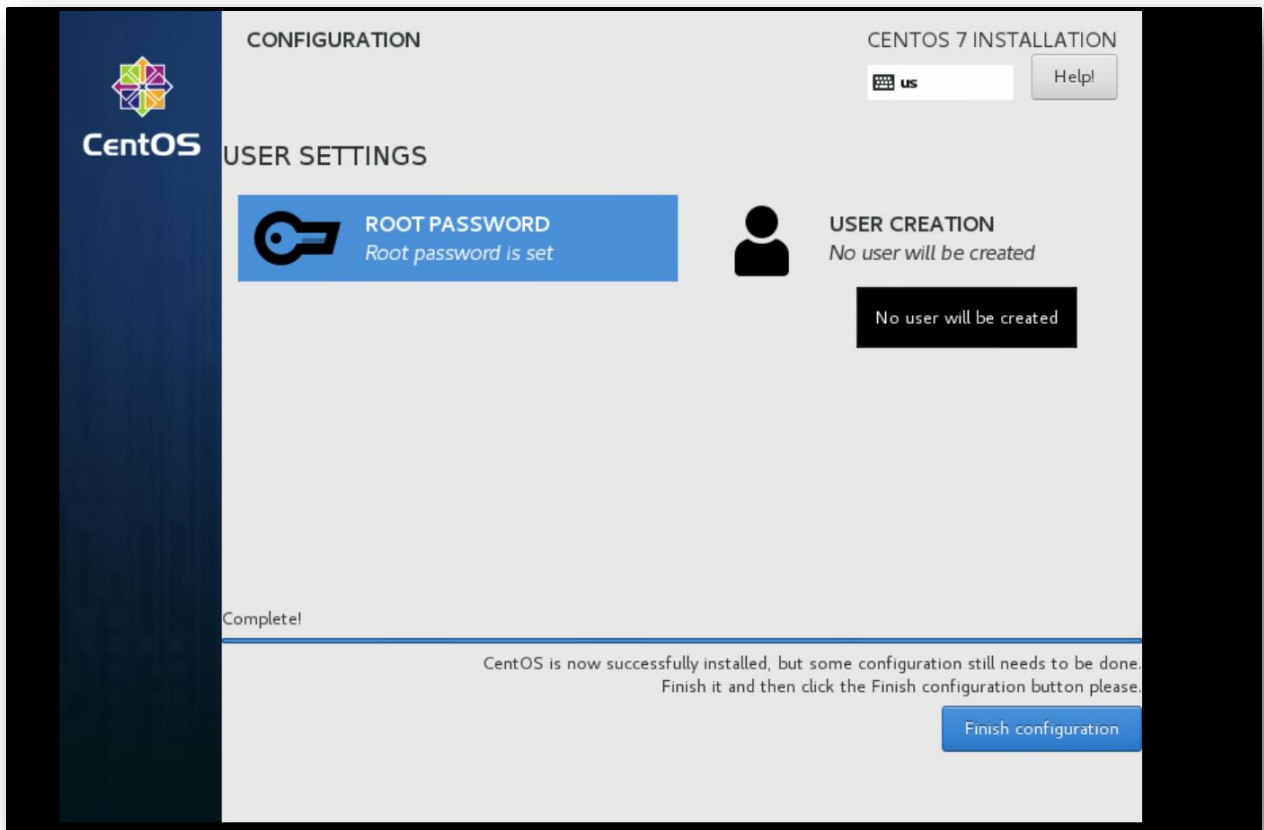 CONFIGURATION
CENTOS 7 INSTALLATION
us
Help!
CentOS
USER SETTINGS
ROOT PASSWORD
Root password is set
USER CREATION
No user will be created
No user will be created
Complete!
CentOS is now successfully installed, but some configuration still needs to be done.
Finish it and then click the Finish configuration button please.
Finish configuration